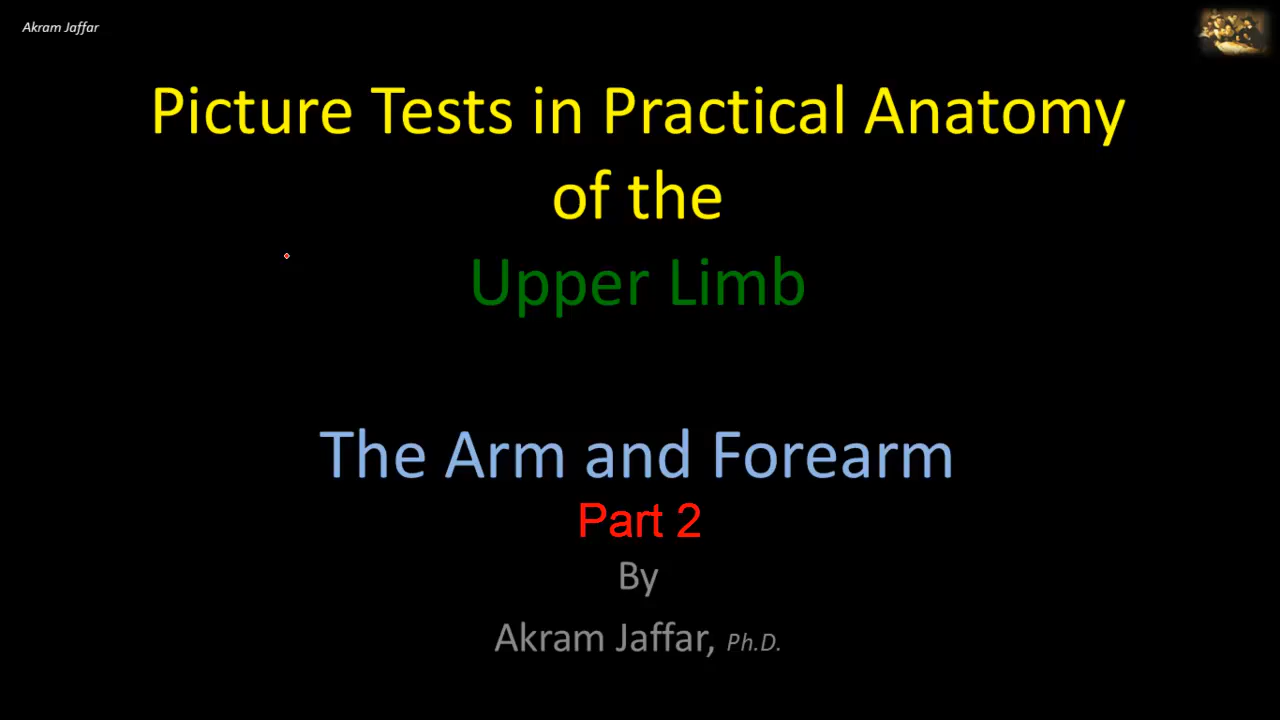 Akram Jaffar
Picture Tests in Practical Anatomy
of the
Upper Limb
The Arm and Forearm
Part 2
By
Akram Jaffar, Ph.D.